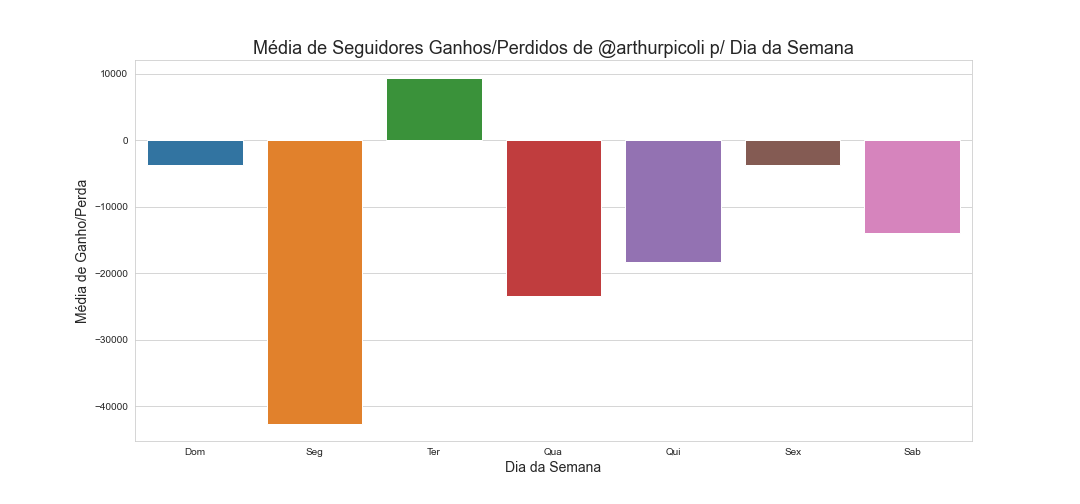 Média de Seguidores Ganhos/Perdidos de @arthurpicoli p/ Dia da Semana
Média de Ganho/Perda
10000
0
−10000
−20000
−30000
−40000
Dom Seg Ter Qua Qui Sex Sab
Dia da Semana